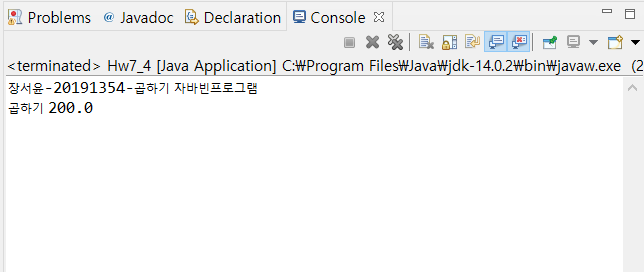 Problems @ Javadoc Declaration Console
<terminated> Hw7_4 [Java Application] C:₩Program Files₩Java₩jdk-14.0.2₩bin₩javaw.exe (2
장서윤-20191354-곱하기 자바빈프로그램
곱하기 200.0